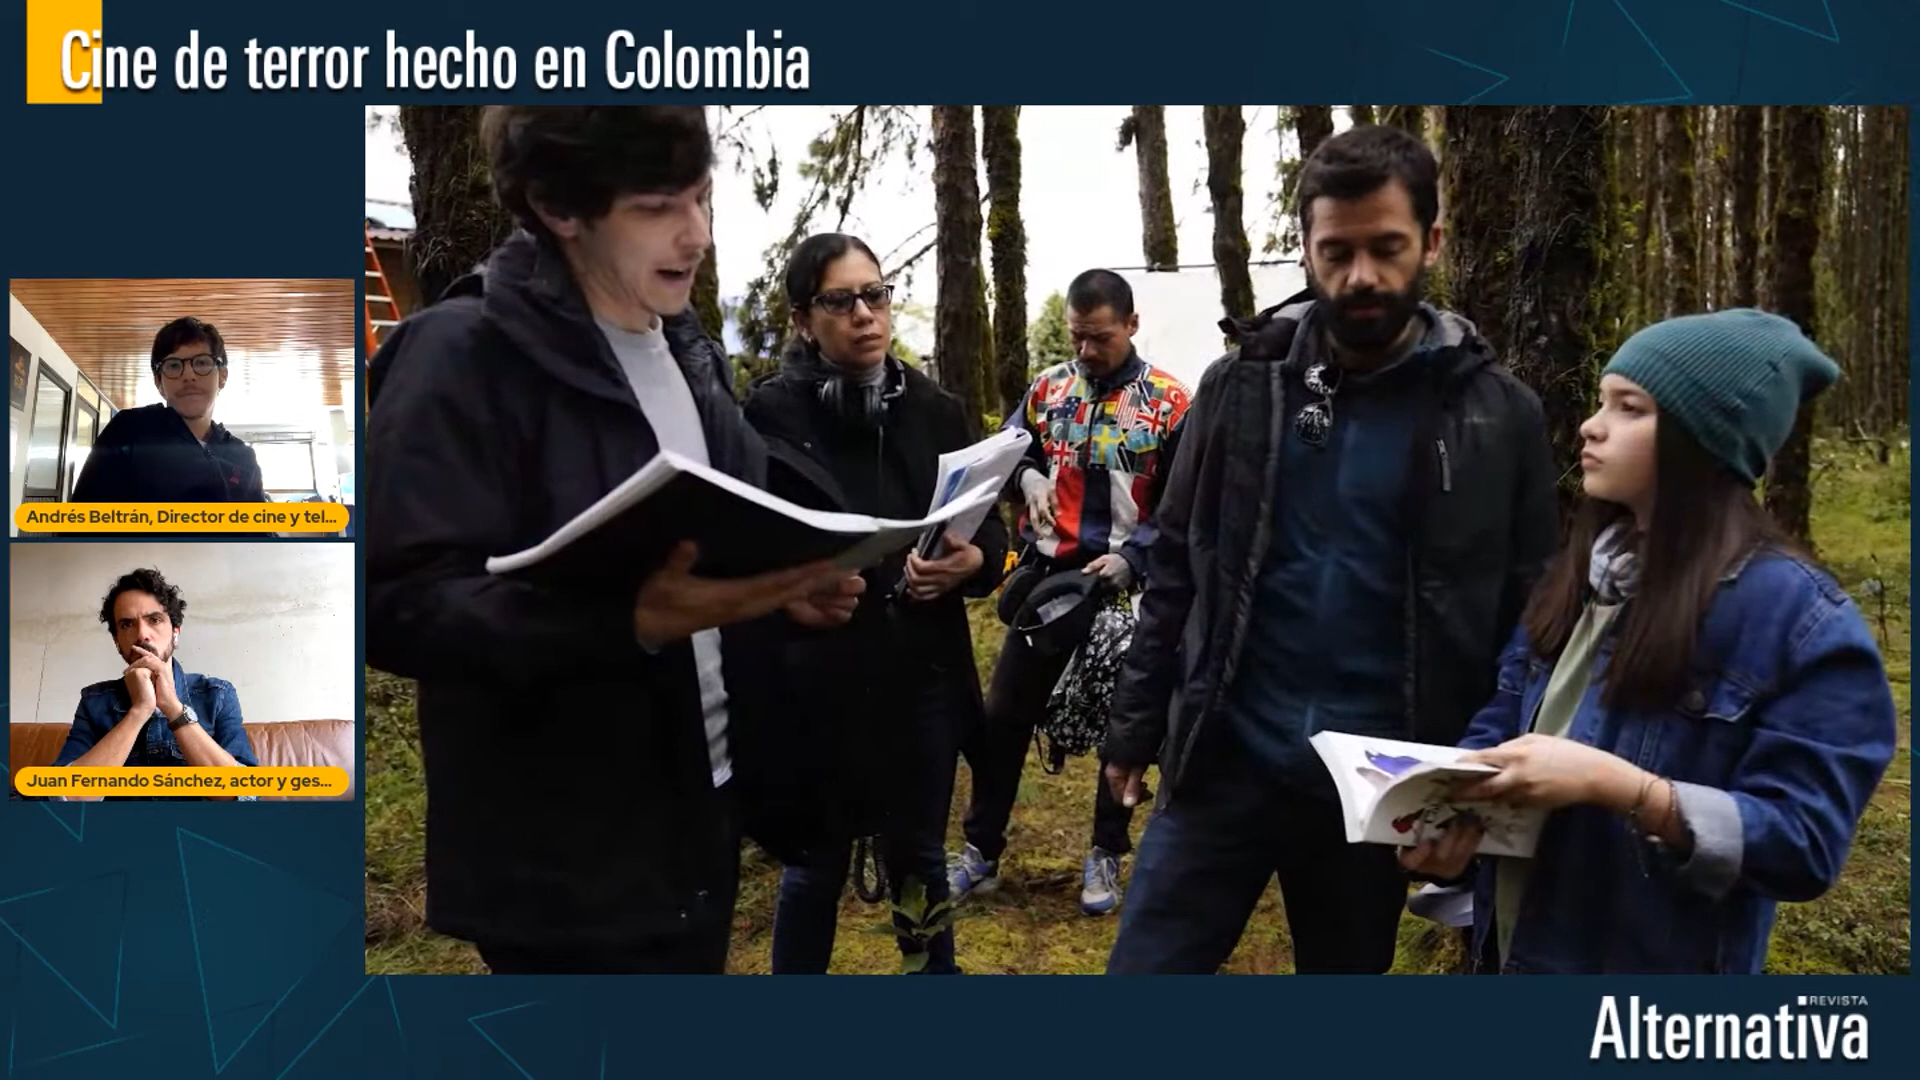 Cine de terror hecho en Colombia
Andrés Beltrán, Director de cine y tel...
Juan Fernando Sánchez, actor y ges...
REVISTA
Alternativa